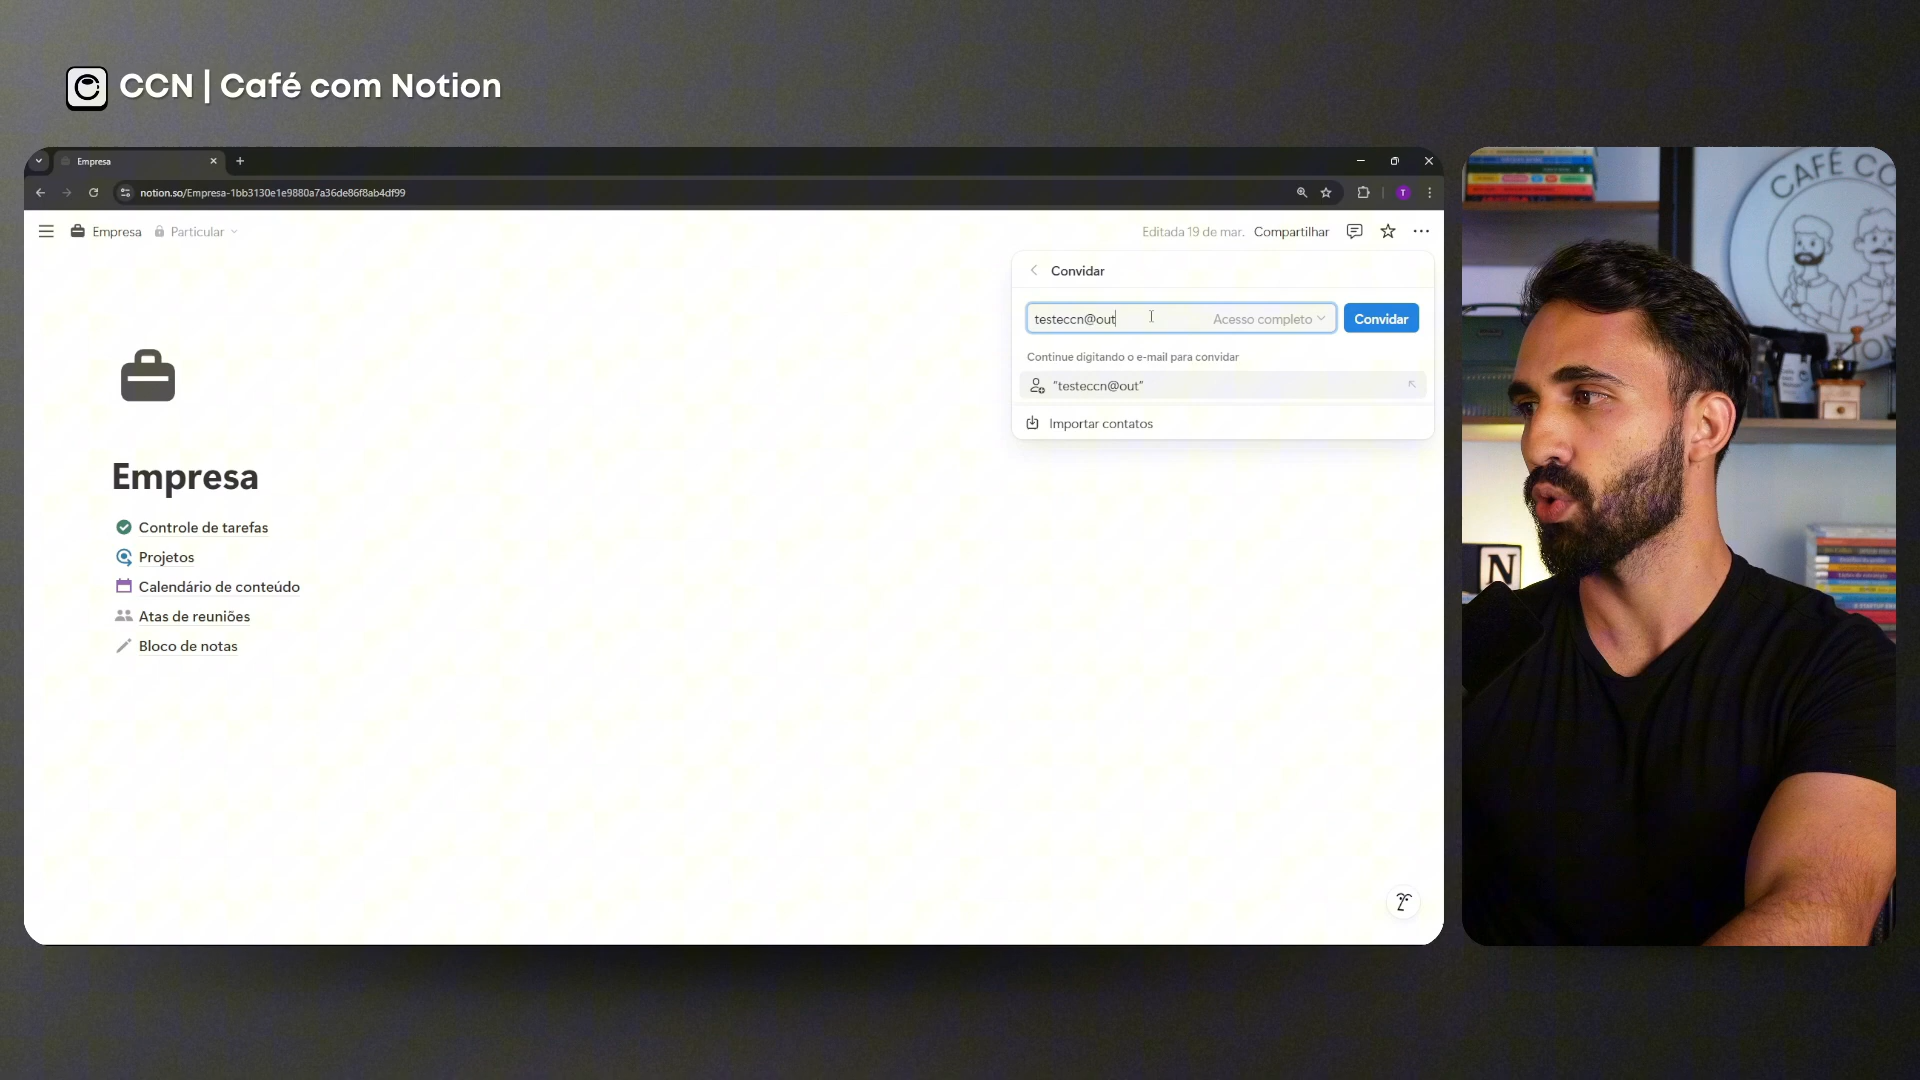 CCN | Café com Notion
Empresa
notion.so/Empresa-1bb3130e1e9880a7a36de86f8ab4df99
T
Empresa Particular
Editada 19 de mar. Compartilhar
Convidar
testeccn@out Acesso completo Convidar
Continue digitando o e-mail para convidar
"testeccn@out"
Importar contatos
Empresa
Controle de tarefas
Projetos
Calendário de conteúdo
Atas de reuniões
Bloco de notas
CAFÉ CO
N